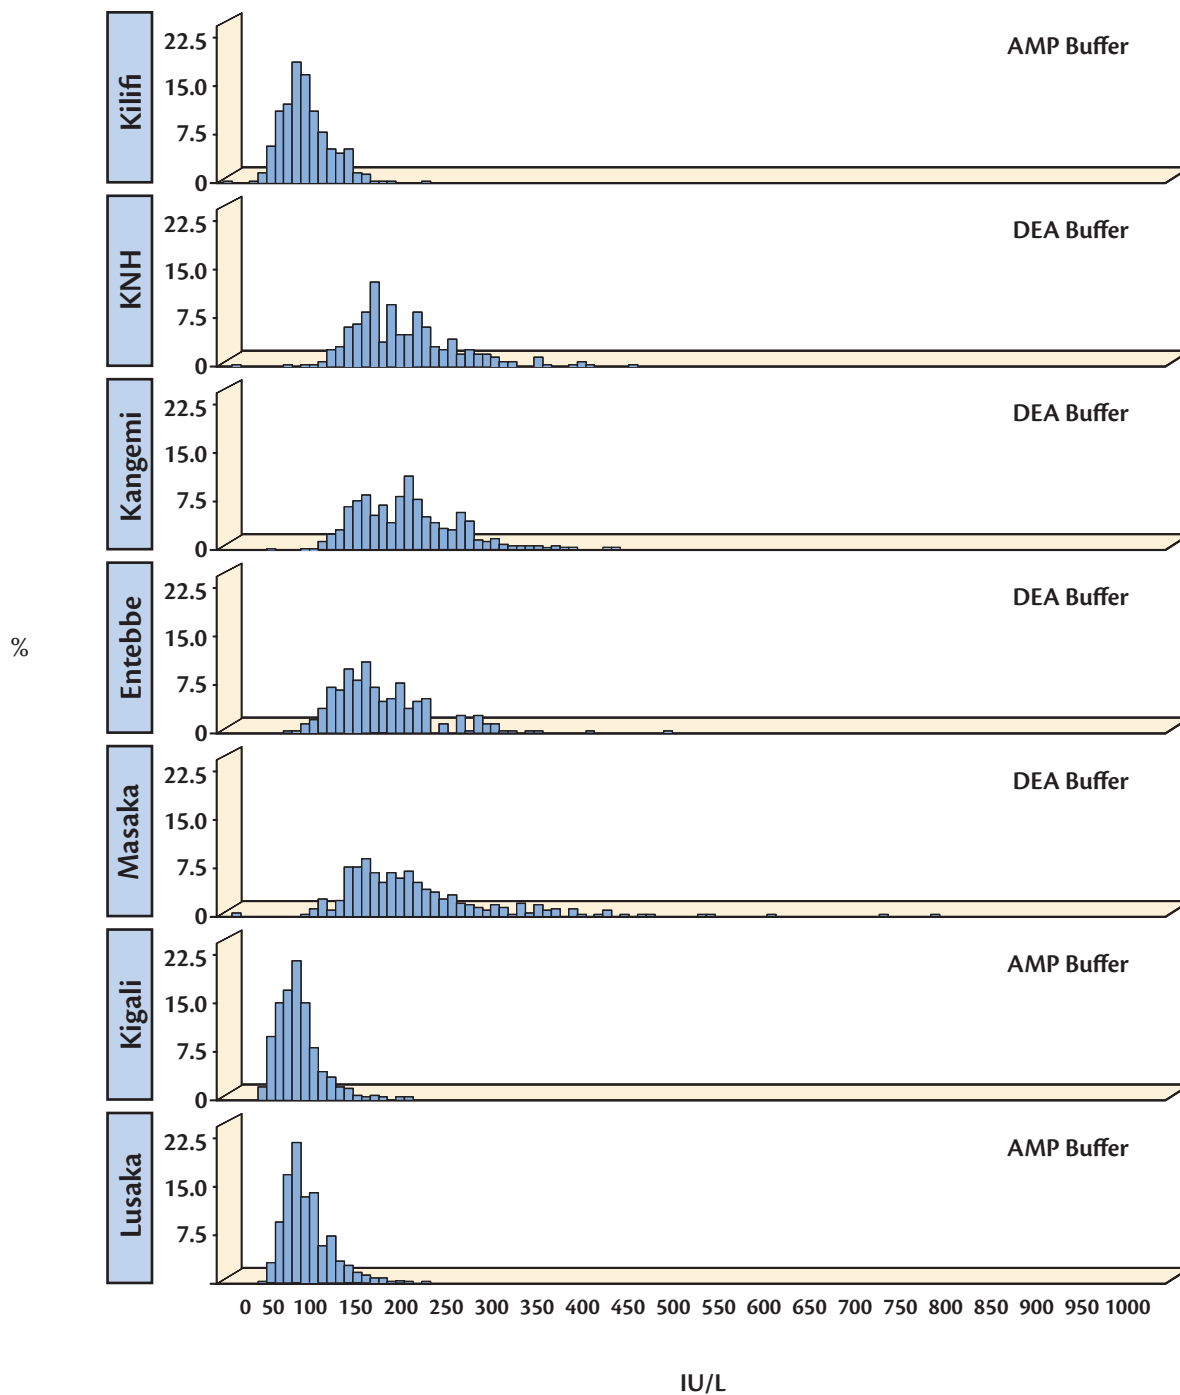 Kilifi
22.5
15.0
7.5
0
AMP Buffer
KNH
22.5
15.0
7.5
0
DEA Buffer
Kangemi
22.5
15.0
7.5
0
DEA Buffer
%
Entebbe
22.5
15.0
7.5
0
DEA Buffer
Masaka
22.5
15.0
7.5
0
DEA Buffer
Kigali
22.5
15.0
7.5
0
AMP Buffer
Lusaka
22.5
15.0
7.5
AMP Buffer
0 50 100 150 200 250 300 350 400 450 500 550 600 650 700 750 800 850 900 950 1000
IU/L